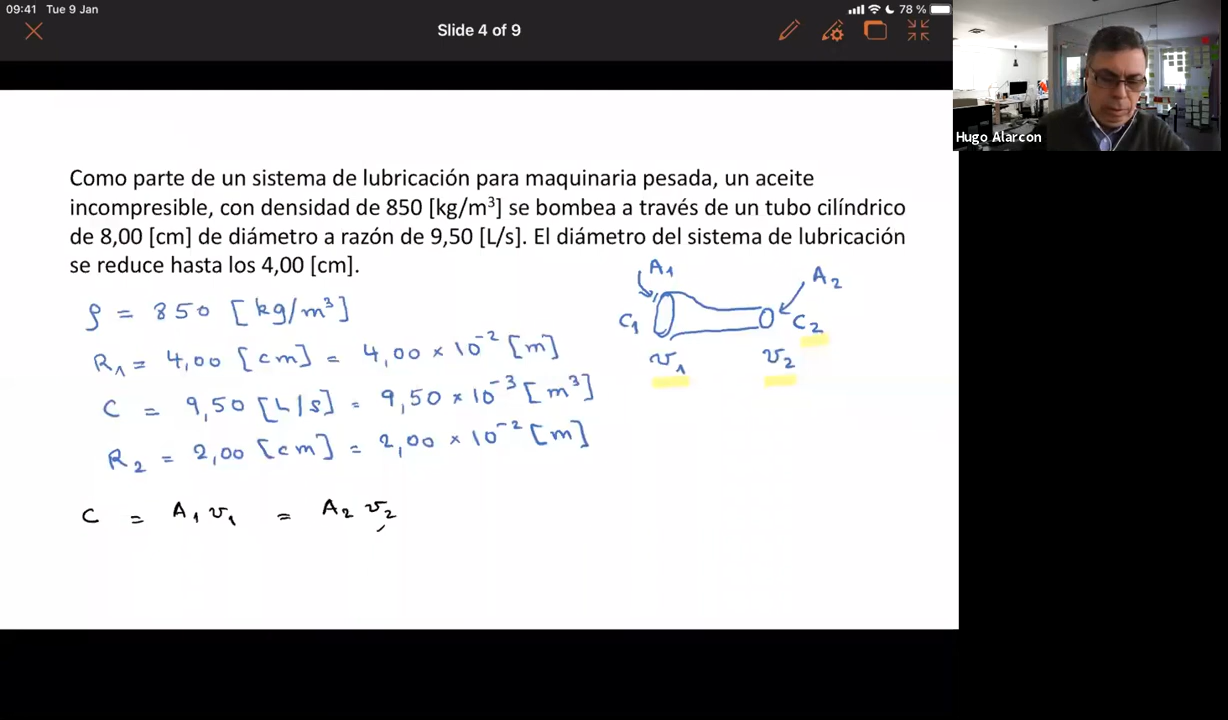 09:41 Tue 9 Jan
78 %
Slide 4 of 9
Hugo Alarcon
Como parte de un sistema de lubricación para maquinaria pesada, un aceite
incompresible, con densidad de 850 [kg/m³] se bombea a través de un tubo cilíndrico
de 8,00 [cm] de diámetro a razón de 9,50 [L/s]. El diámetro del sistema de lubricación
se reduce hasta los 4,00 [cm].
A₁
A₂
C₁
C₂
v₁
v₂
ρ = 850 [kg/m³]
R₁ = 4,00 [cm] = 4,00 × 10⁻² [m]
C = 9,50 [L/s] = 9,50 × 10⁻³ [m³]
R₂ = 2,00 [cm] = 2,00 × 10⁻² [m]
C = A₁ v₁ = A₂ v₂